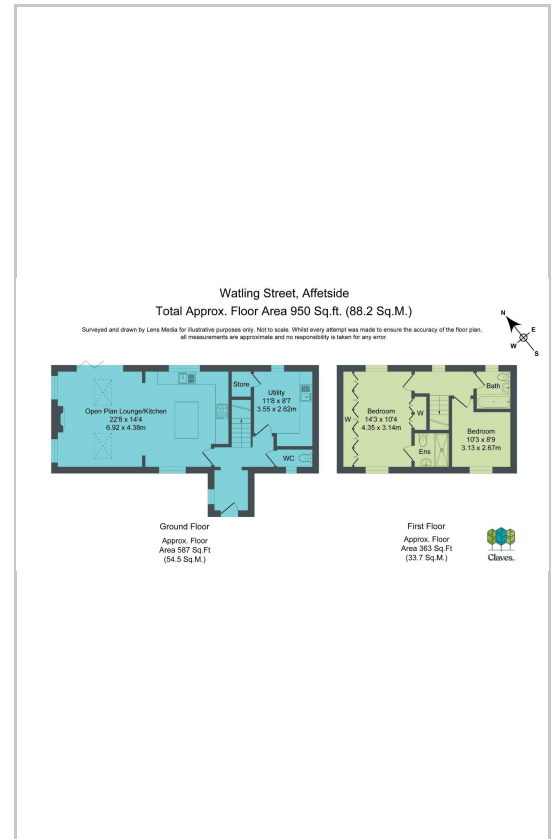 Watling Street, Affetside
Total Approx. Floor Area 950 Sq.ft. (88.2 Sq.M.)
Surveyed and drawn by Lens Media for illustrative purposes only. Not to scale. Whilst every attempt was made to ensure the accuracy of the floor plan,
all measurements are approximate and no responsibility is taken for any error.
N
E
W
S
Store
Utility
11'8 x 8'7
3.55 x 2.62m
Open Plan Lounge/Kitchen
22'8 x 14'4
6.92 x 4.38m
WC
W
Bedroom
14'3 x 10'4
4.35 x 3.14m
W
Bath
Bedroom
10'3 x 8'9
3.13 x 2.67m
Ens
Ground Floor
Approx. Floor
Area 587 Sq.Ft
(54.5 Sq.M.)
First Floor
Approx. Floor
Area 363 Sq.Ft
(33.7 Sq.M.)
Claves.